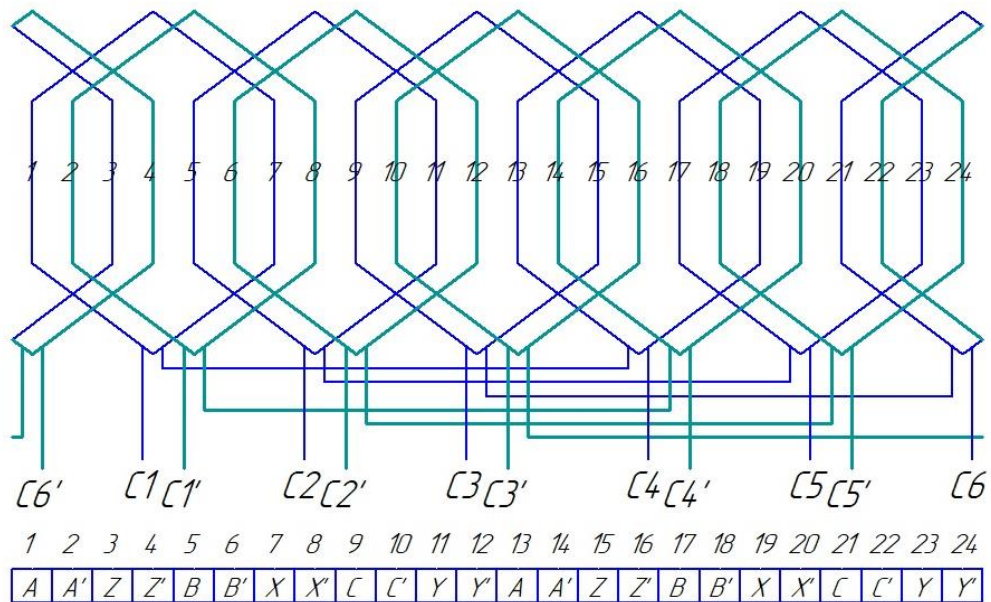 1 2 3 4 5 6 7 8 9 10 11 12 13 14 15 16 17 18 19 20 21 22 23 24
C6' C1 C1' C2 C2' C3 C3' C4 C4' C5 C5' C6
1 2 3 4 5 6 7 8 9 10 11 12 13 14 15 16 17 18 19 20 21 22 23 24
A A' Z Z' B B' X X' C C' Y Y' A A' Z Z' B B' X X' C C' Y Y'